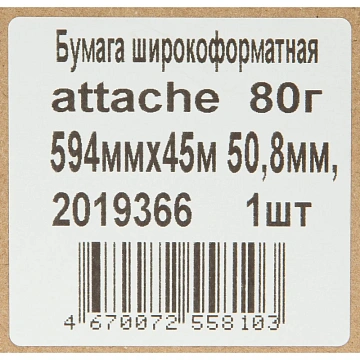 Бумага широкоформатная
attache 80г
594ммх45м 50,8мм,
2019366 1шт
4 670072 558103